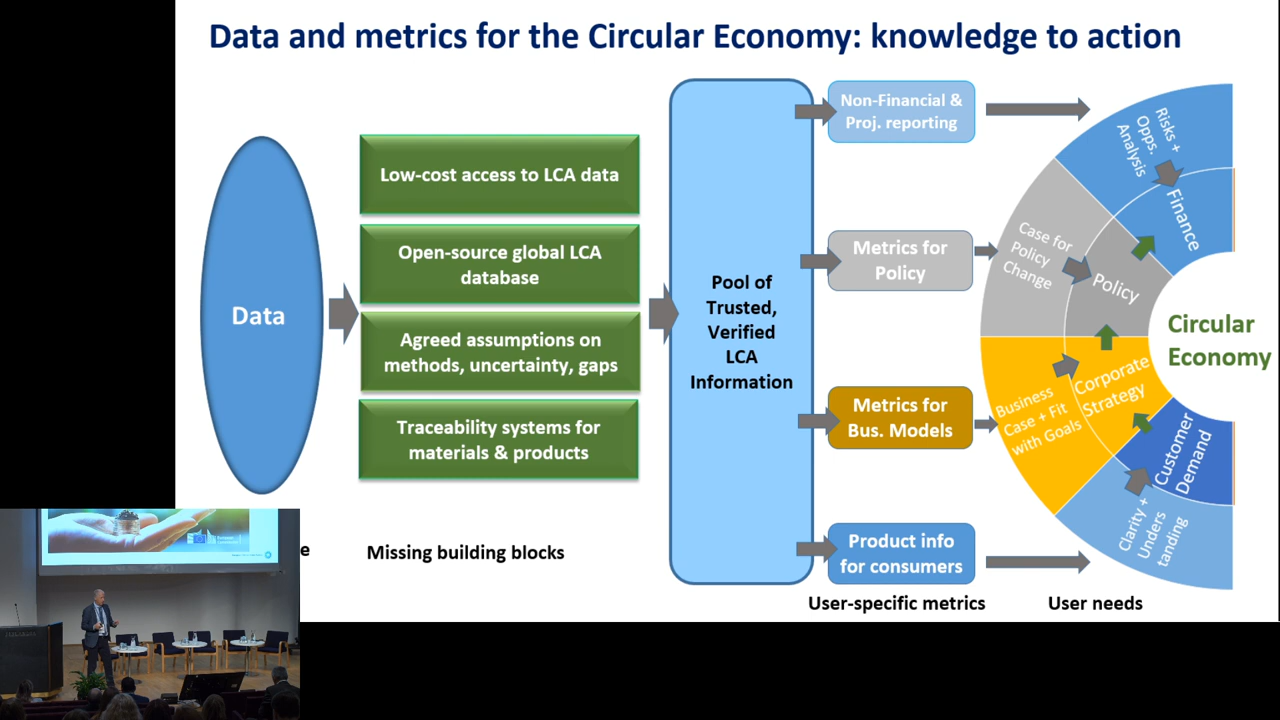 Data and metrics for the Circular Economy: knowledge to action
Data
Low-cost access to LCA data
Open-source global LCA
database
Agreed assumptions on
methods, uncertainty, gaps
Traceability systems for
materials & products
Missing building blocks
Pool of
Trusted,
Verified
LCA
Information
Non-Financial &
Proj. reporting
Metrics for
Policy
Metrics for
Bus. Models
Product info
for consumers
User-specific metrics
User needs
Risks +
Opps.
Analysis
Finance
Case for
Policy
Change
Policy
Business
Case + Fit
with Goals
Corporate
Strategy
Clarity +
Unders
tanding
Customer
Demand
Circular
Economy